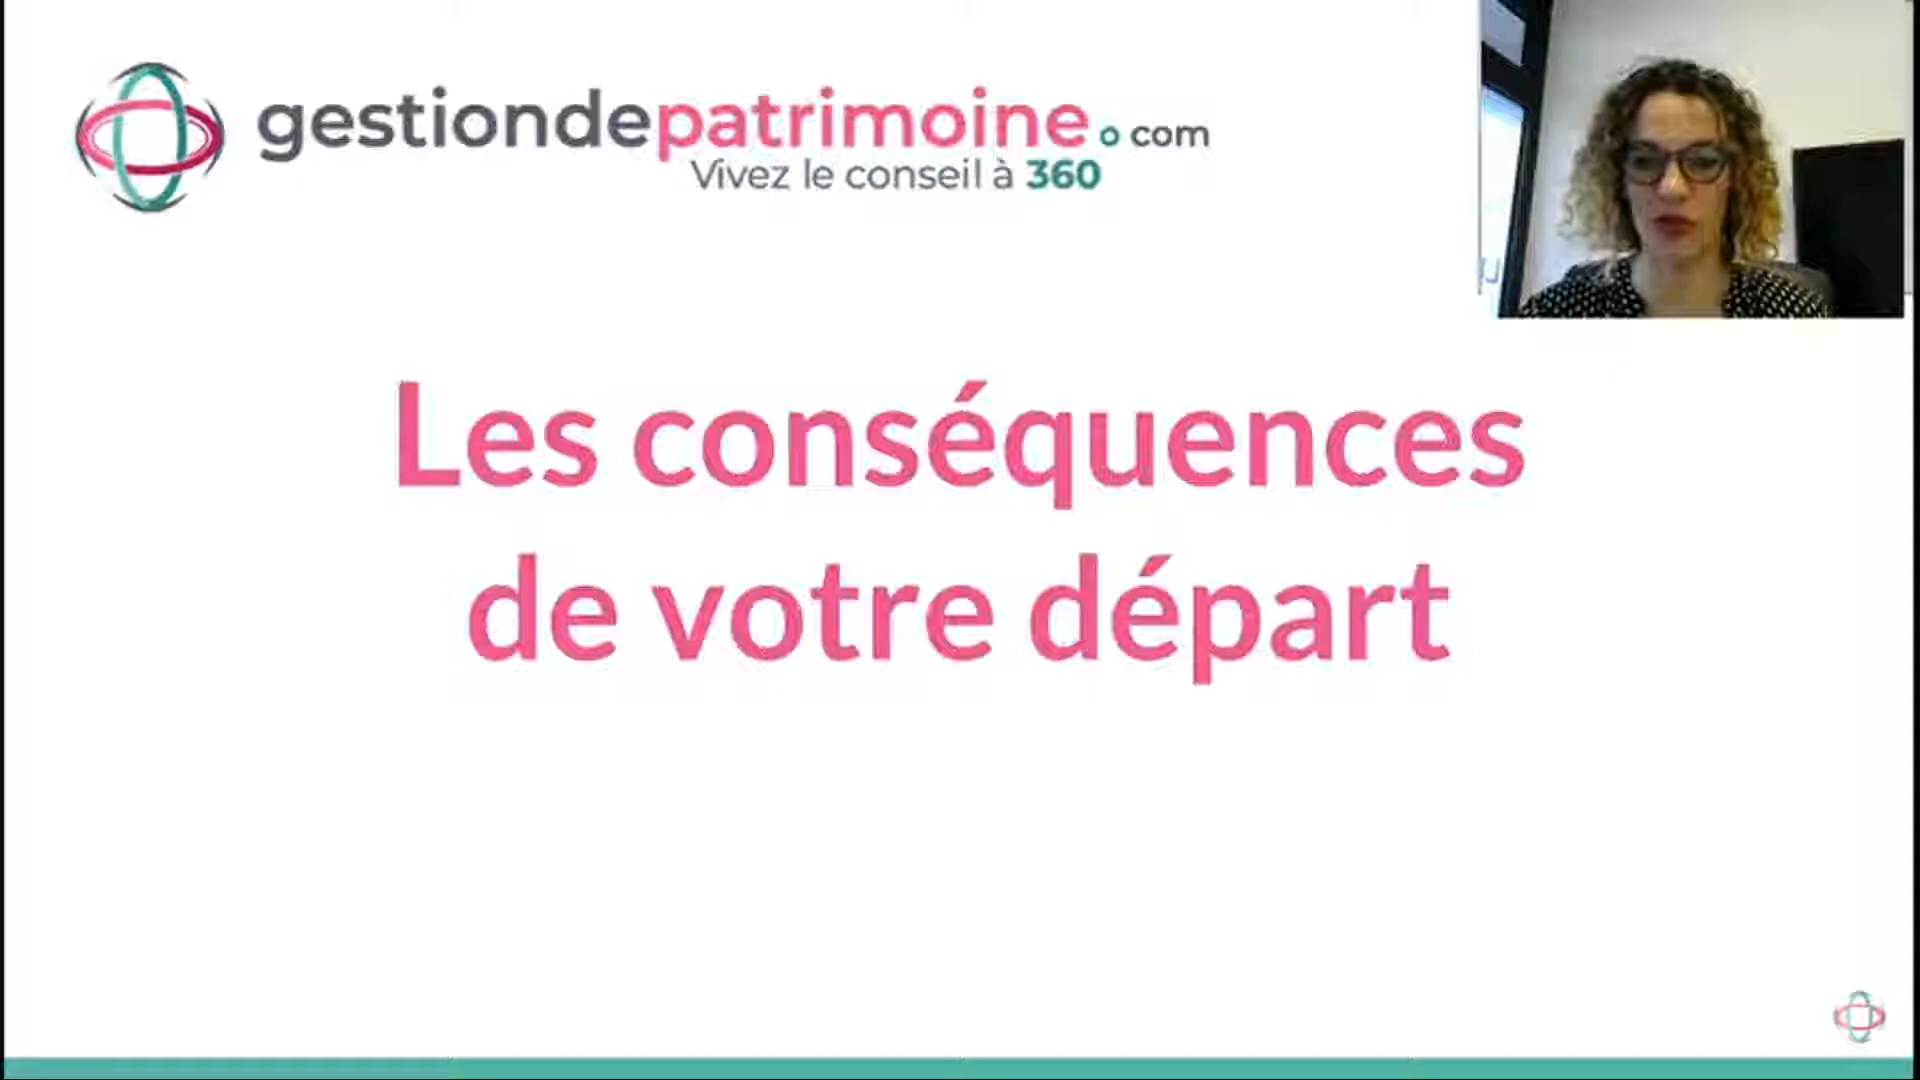 gestiondepatrimoine.com
Vivez le conseil à 360
Les conséquences
de votre départ